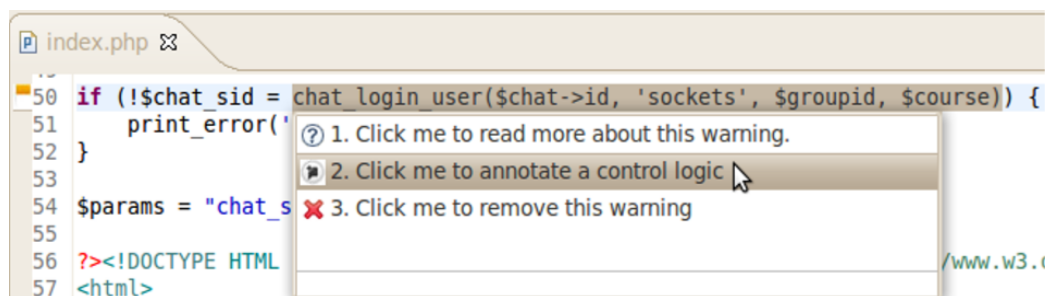 index.php
50 if (!$chat_sid = chat_login_user($chat->id, 'sockets', $groupid, $course)) {
51 print_error('
1. Click me to read more about this warning.
52 }
2. Click me to annotate a control logic
53
54 $params = "chat_s
3. Click me to remove this warning
55
56 ?><!DOCTYPE HTML /www.w3.
57 <html>